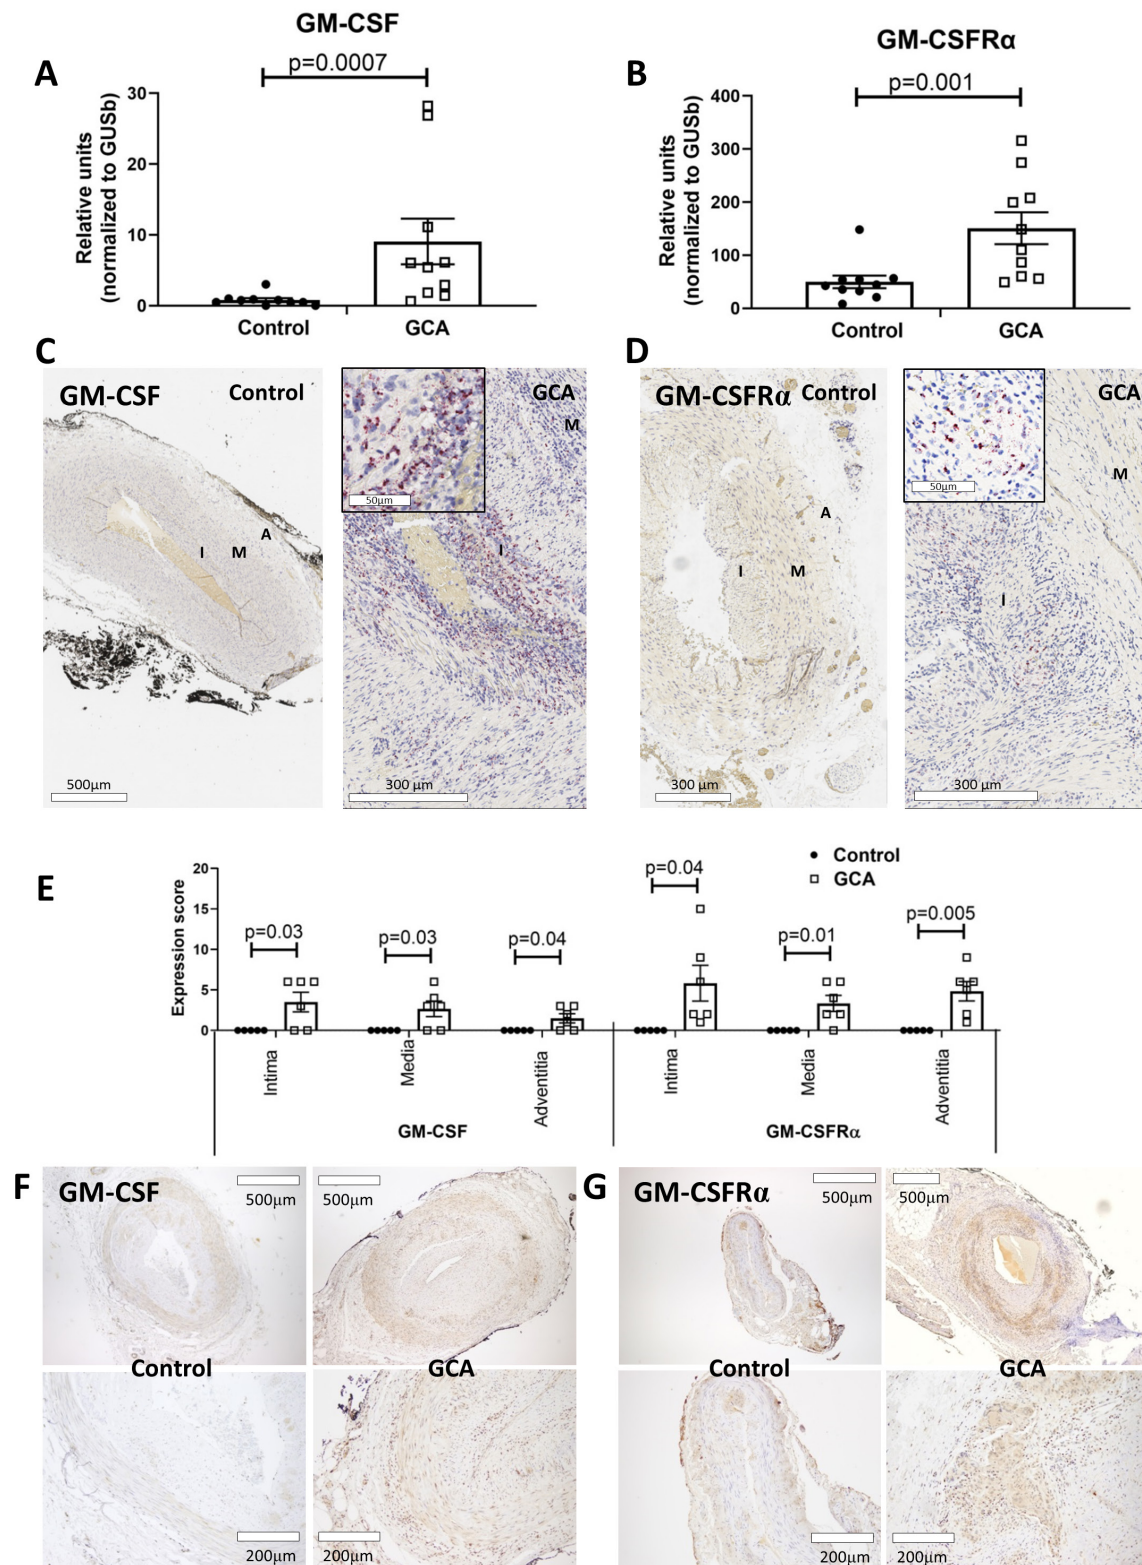 GM-CSF
A
p=0.0007
Relative units
(normalized to GUSb)
30
20
10
0
Control
GCA
GM-CSFRα
B
p=0.001
Relative units
(normalized to GUSb)
400
300
200
100
0
Control
GCA
C
GM-CSF
Control
I
M
A
500µm
GCA
M
I
50µm
300 µm
D
GM-CSFRα
Control
A
I
M
300 µm
GCA
M
I
50µm
300 µm
E
Expression score
20
15
10
5
0
p=0.03
p=0.03
p=0.04
p=0.04
p=0.01
p=0.005
Control
GCA
Intima
Media
Adventitia
Intima
Media
Adventitia
GM-CSF
GM-CSFRα
F
GM-CSF
500µm
500µm
Control
GCA
200µm
200µm
G
GM-CSFRα
500µm
500µm
Control
GCA
200µm
200µm